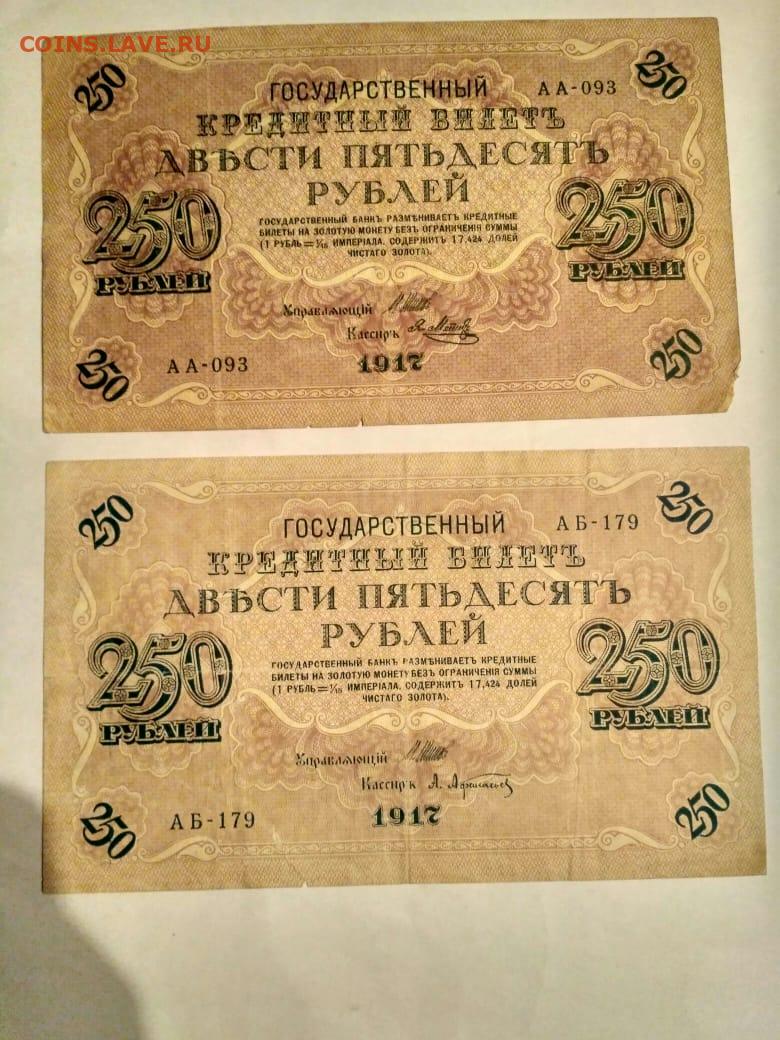 COINS.LAVE.RU
250 250
ГОСУДАРСТВЕННЫЙ АА-093
КРЕДИТНЫЙ БИЛЕТЪ
ДВѢСТИ ПЯТЬДЕСЯТЪ
РУБЛЕЙ
250 250
РУБЛЕЙ РУБЛЕЙ
ГОСУДАРСТВЕННЫЙ БАНКЪ РАЗМѢНИВАЕТЪ КРЕДИТНЫЕ
БИЛЕТЫ НА ЗОЛОТУЮ МОНЕТУ БЕЗЪ ОГРАНИЧЕНІЯ СУММЫ
(1 РУБЛЬ=1/15 ИМПЕРІАЛА, СОДЕРЖИТЪ 17,424 ДОЛЕЙ
ЧИСТАГО ЗОЛОТА).
Управляющій
Кассиръ
АА-093 1917
250 250
250 250
ГОСУДАРСТВЕННЫЙ АБ-179
КРЕДИТНЫЙ БИЛЕТЪ
ДВѢСТИ ПЯТЬДЕСЯТЪ
РУБЛЕЙ
250 250
РУБЛЕЙ РУБЛЕЙ
ГОСУДАРСТВЕННЫЙ БАНКЪ РАЗМѢНИВАЕТЪ КРЕДИТНЫЕ
БИЛЕТЫ НА ЗОЛОТУЮ МОНЕТУ БЕЗЪ ОГРАНИЧЕНІЯ СУММЫ
(1 РУБЛЬ=1/15 ИМПЕРІАЛА, СОДЕРЖИТЪ 17,424 ДОЛЕЙ
ЧИСТАГО ЗОЛОТА).
Управляющій
Кассиръ А. Афанасьев
АБ-179 1917
250 250